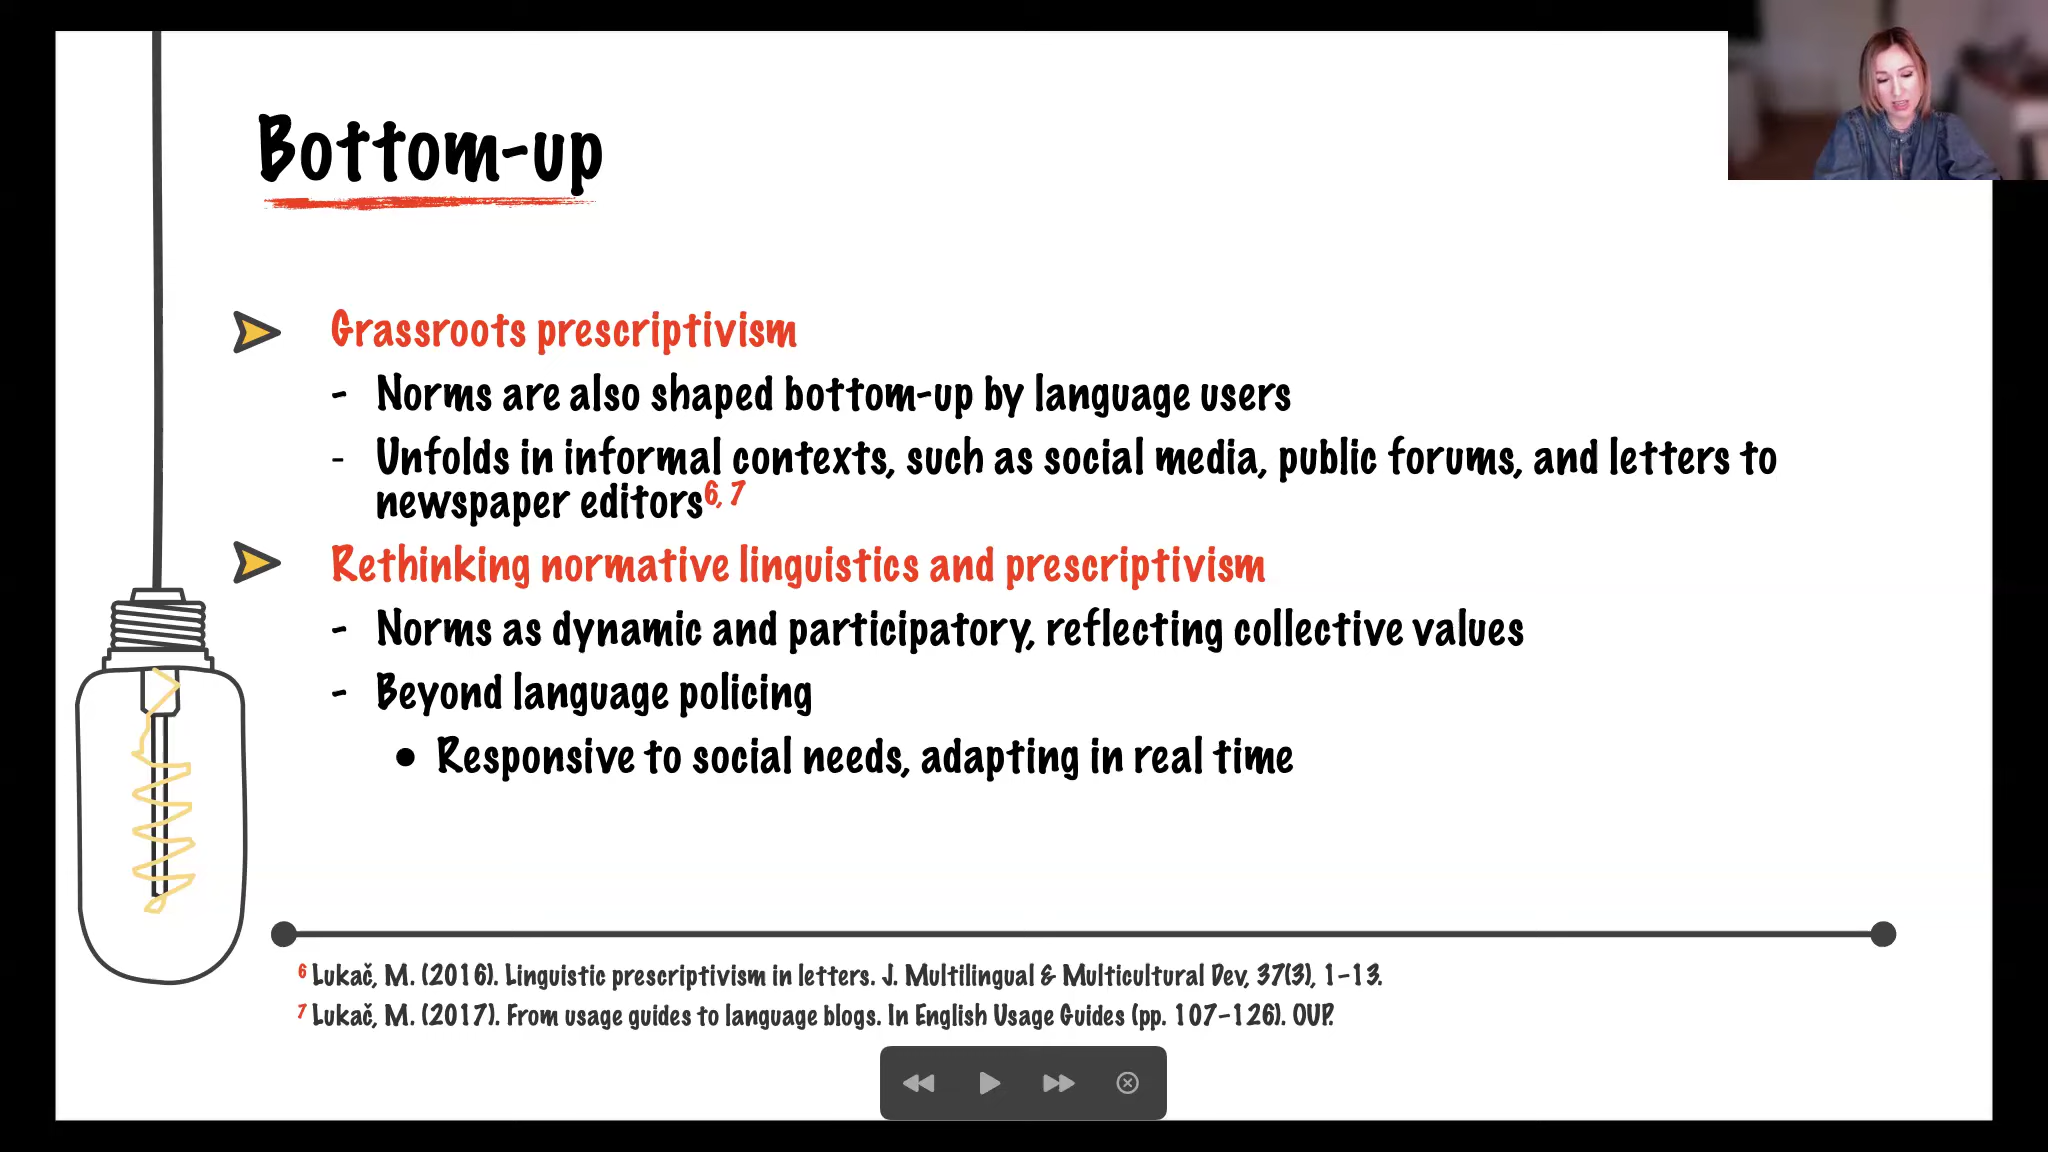 Bottom-up
Grassroots prescriptivism
- Norms are also shaped bottom-up by language users
- Unfolds in informal contexts, such as social media, public forums, and letters to
newspaper editors6, 7
Rethinking normative linguistics and prescriptivism
- Norms as dynamic and participatory, reflecting collective values
- Beyond language policing
• Responsive to social needs, adapting in real time
6 Lukač, M. (2016). Linguistic prescriptivism in letters. J. Multilingual & Multicultural Dev, 37(3), 1–13.
7 Lukač, M. (2017). From usage guides to language blogs. In English Usage Guides (pp. 107–126). OUP.